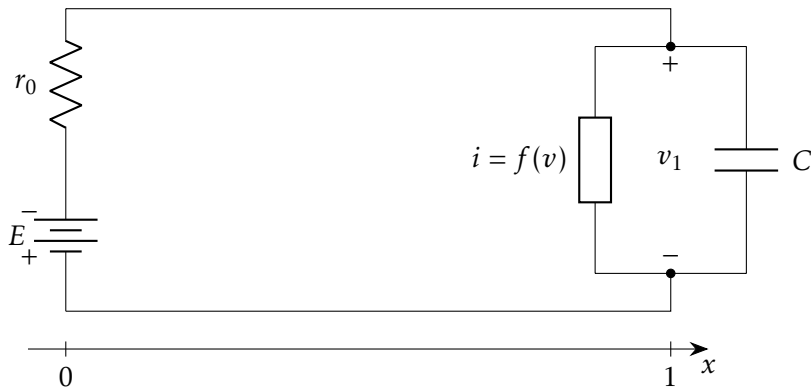 r₀
E
−
+
i = f(v)
+
v₁
−
C
0
1
x